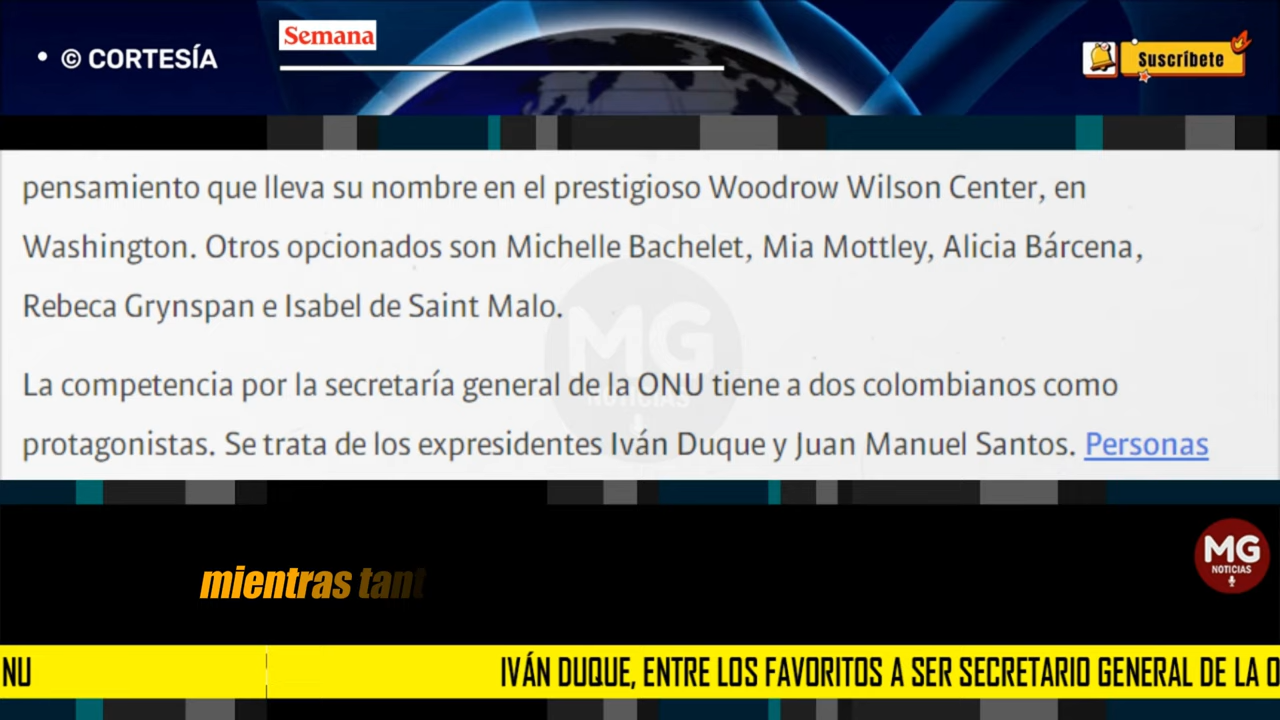 • © CORTESÍA
Semana
Suscríbete
pensamiento que lleva su nombre en el prestigioso Woodrow Wilson Center, en
Washington. Otros opcionados son Michelle Bachelet, Mia Mottley, Alicia Bárcena,
Rebeca Grynspan e Isabel de Saint Malo.
MG
NOTICIAS
La competencia por la secretaría general de la ONU tiene a dos colombianos como
protagonistas. Se trata de los expresidentes Iván Duque y Juan Manuel Santos. Personas
mientras tant
MG
NOTICIAS
NU
IVÁN DUQUE, ENTRE LOS FAVORITOS A SER SECRETARIO GENERAL DE LA O